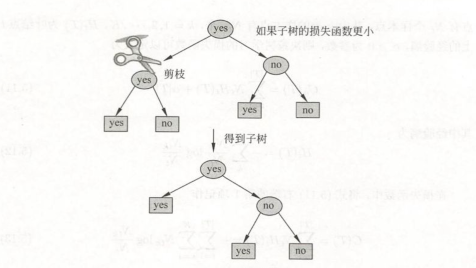 yes
如果子树的损失函数更小
剪枝
yes
no
yes
no
yes
no
得到子树
yes
yes
no
yes
no